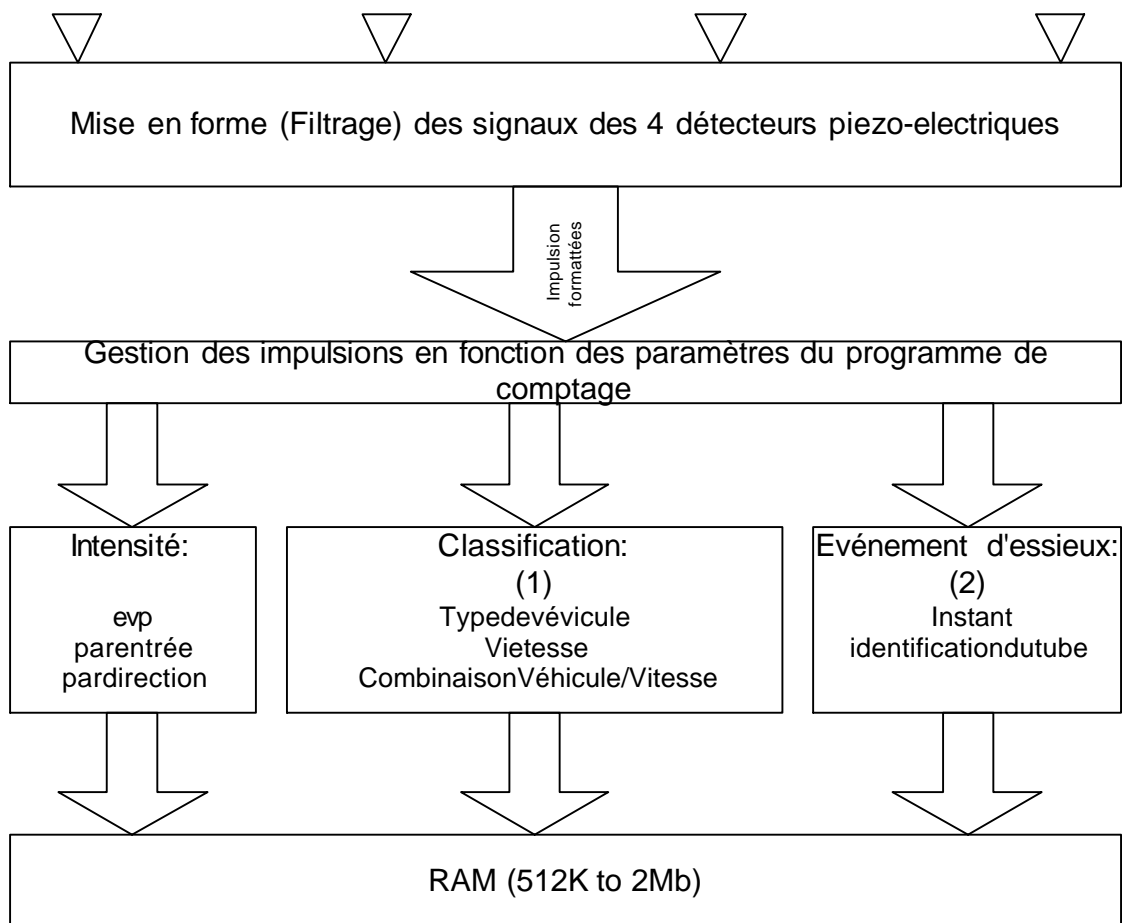 Mise en forme (Filtrage) des signaux des 4 détecteurs piezo-electriques
Impulsion
formattées
Gestion des impulsions en fonction des paramètres du programme de
comptage
Intensité:
evp
parentrée
pardirection
Classification:
(1)
Typedevévicule
Vietesse
CombinaisonVéhicule/Vitesse
Evénement d'essieux:
(2)
Instant
identificationdutube
RAM (512K to 2Mb)